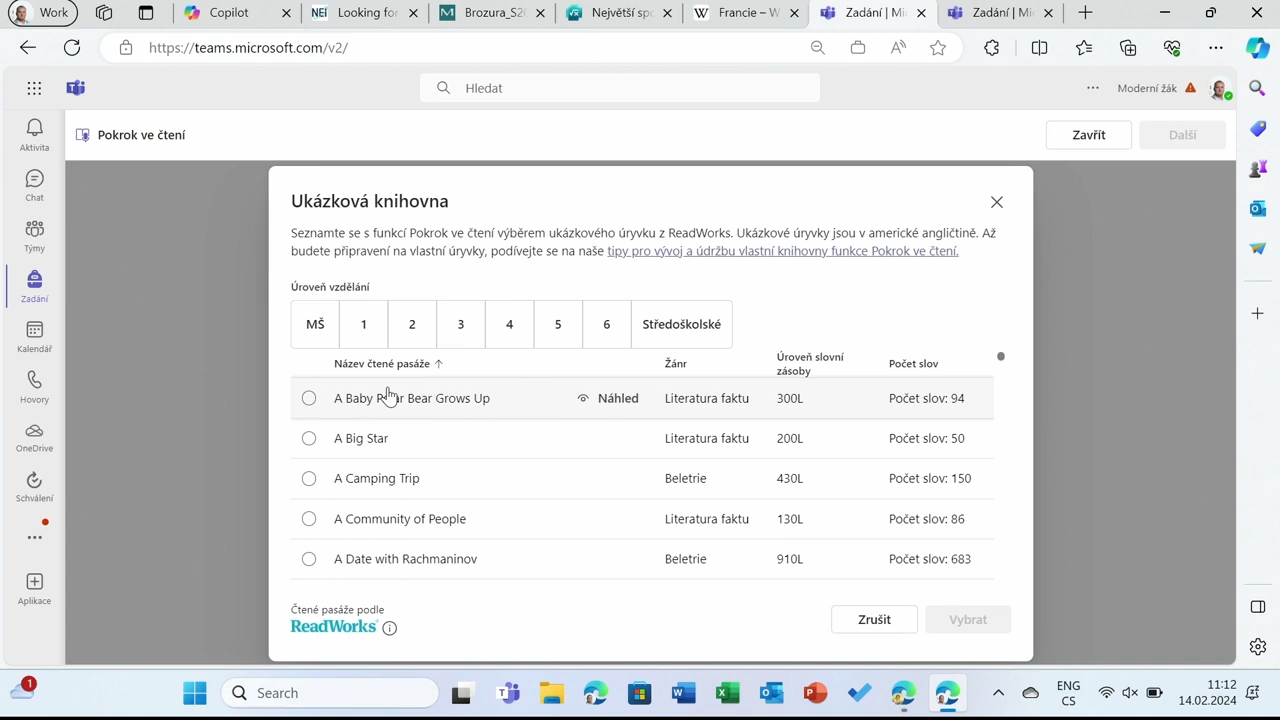 Work
Copilot
Looking for
Brozura_S2
Největší spo
Zadání | Mi
Zadání | Mi
https://teams.microsoft.com/v2/
Hledat
Moderní žák
Aktivita
Chat
Týmy
Zadání
Kalendář
Hovory
OneDrive
Schválení
Aplikace
Pokrok ve čtení
Zavřít
Další
Ukázková knihovna
Seznamte se s funkcí Pokrok ve čtení výběrem ukázkového úryvku z ReadWorks. Ukázkové úryvky jsou v americké angličtině. Až
budete připravení na vlastní úryvky, podívejte se na naše tipy pro vývoj a údržbu vlastní knihovny funkce Pokrok ve čtení.
Úroveň vzdělání
MŠ 1 2 3 4 5 6 Středoškolské
Název čtené pasáže Žánr Úroveň slovní zásoby Počet slov
A Baby Polar Bear Grows Up Náhled Literatura faktu 300L Počet slov: 94
A Big Star Literatura faktu 200L Počet slov: 50
A Camping Trip Beletrie 430L Počet slov: 150
A Community of People Literatura faktu 130L Počet slov: 86
A Date with Rachmaninov Beletrie 910L Počet slov: 683
Čtené pasáže podle
ReadWorks
Zrušit
Vybrat
1
Search
ENG
CS
11:12
14.02.2024